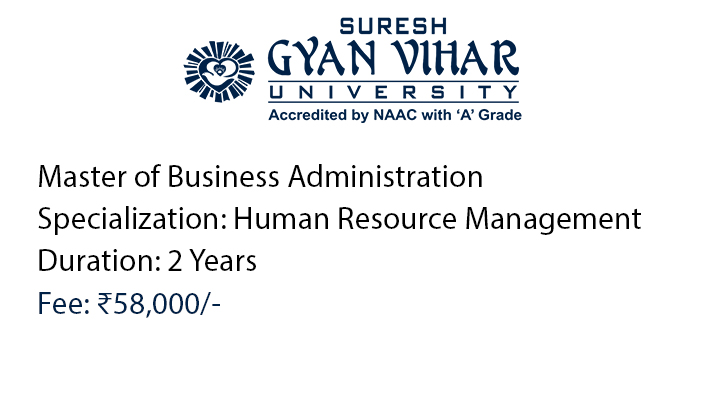 SURESH
GYAN VIHAR
UNIVERSITY
Accredited by NAAC with ‘A’ Grade
Master of Business Administration
Specialization: Human Resource Management
Duration: 2 Years
Fee: ₹58,000/-